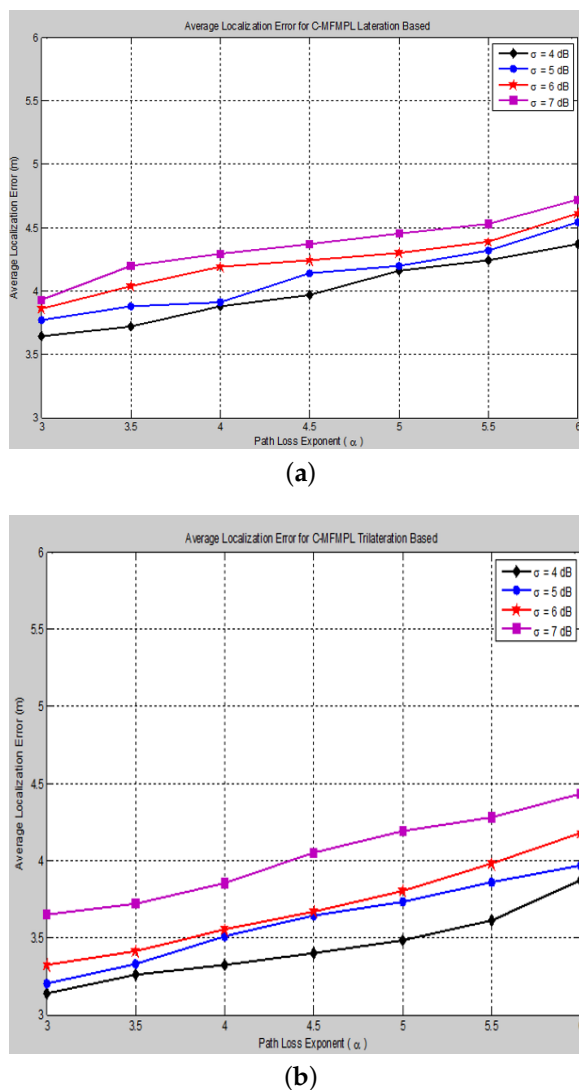 Average Localization Error for C-MFMPL Lateration Based
6
5.5
5
4.5
4
3.5
3
Average Localization Error (m)
σ = 4 dB
σ = 5 dB
σ = 6 dB
σ = 7 dB
3 3.5 4 4.5 5 5.5 6
Path Loss Exponent ( α )
(a)
Average Localization Error for C-MFMPL Trilateration Based
6
5.5
5
4.5
4
3.5
3
Average Localization Error (m)
σ = 4 dB
σ = 5 dB
σ = 6 dB
σ = 7 dB
3 3.5 4 4.5 5 5.5 6
Path Loss Exponent ( α )
(b)